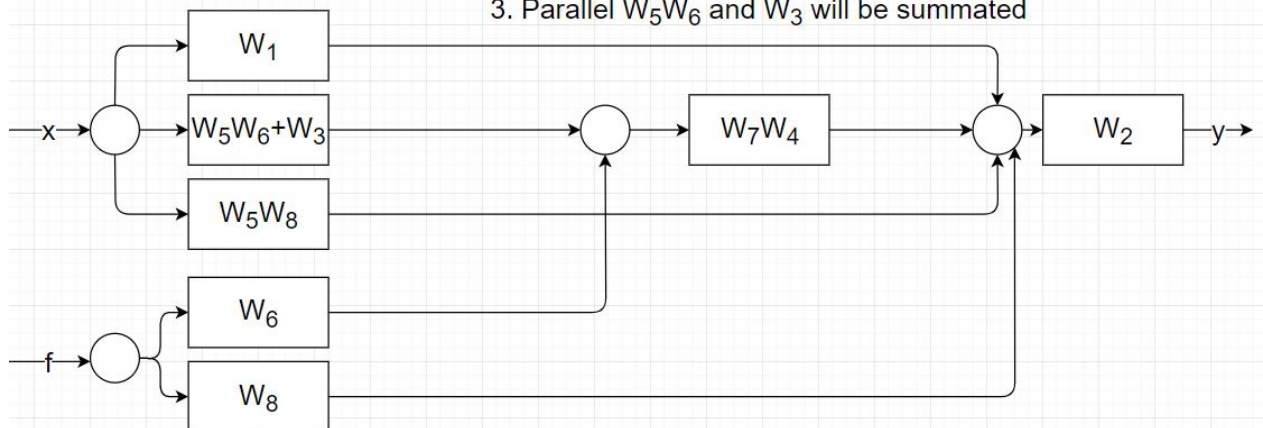 3. Parallel W₅W₆ and W₃ will be summated
W₁
x
W₅W₆+W₃
W₇W₄
W₂
y
W₅W₈
W₆
f
W₈